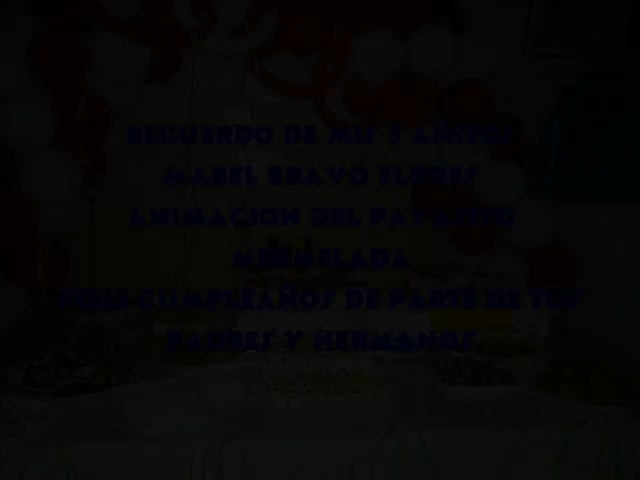 RECUERDO DE MIS 5 AÑITOS
MABEL BRAVO FLORES
ANIMACION DEL PAYASITO
MERMELADA
FELIZ CUMPLEAÑOS DE PARTE DE TUS
PADRES Y HERMANOS